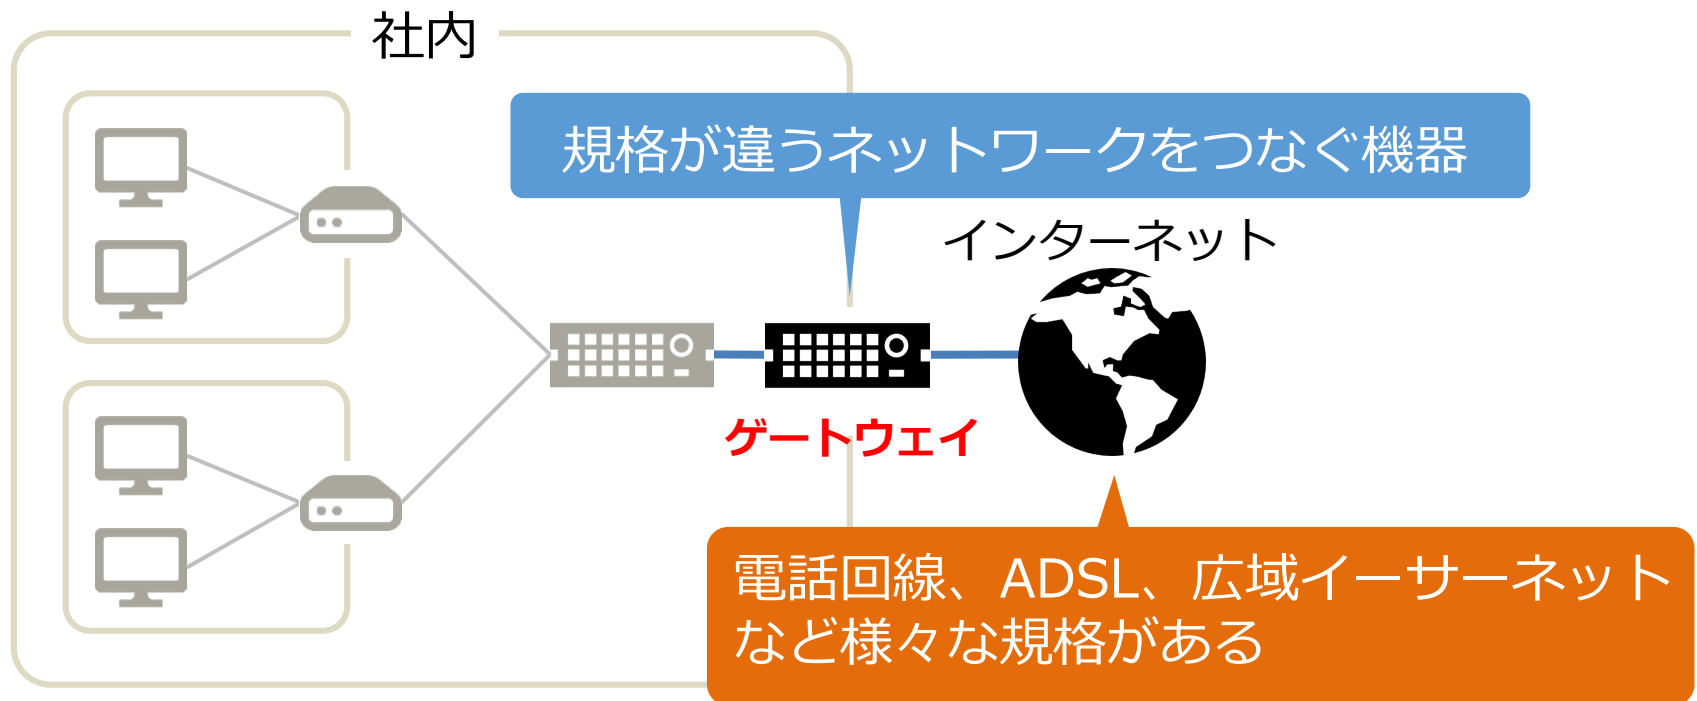 社内
規格が違うネットワークをつなぐ機器
インターネット
ゲートウェイ
電話回線、ADSL、広域イーサーネット
など様々な規格がある